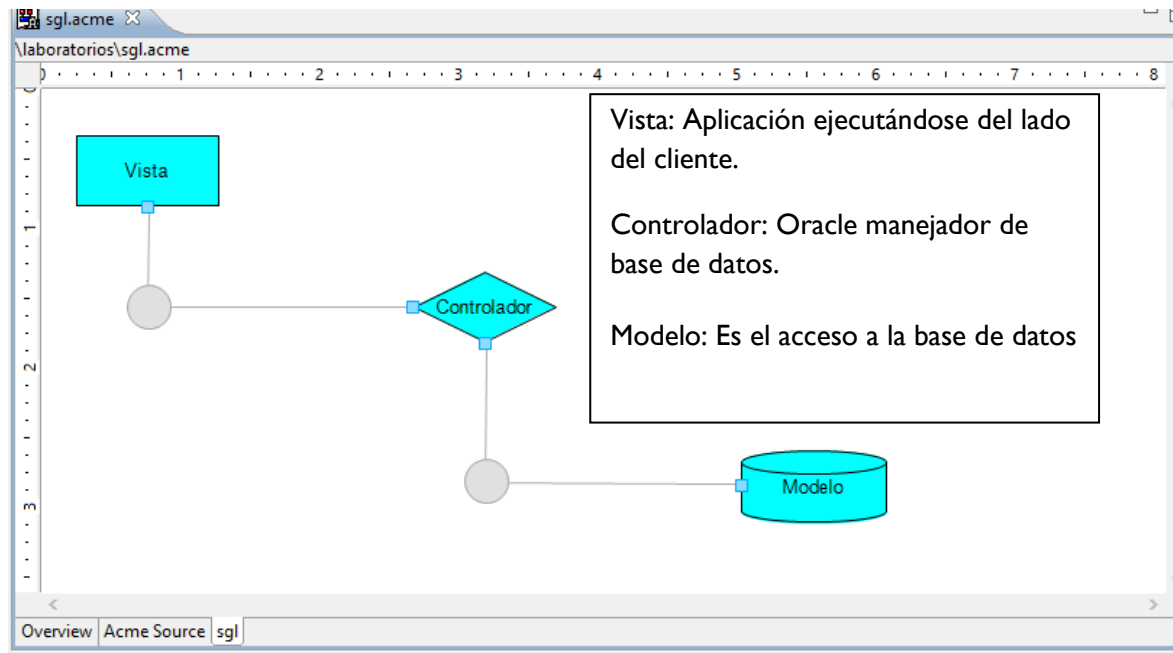 sgl.acme
\laboratorios\sgl.acme
0 1 2 3 4 5 6 7 8
Vista: Aplicación ejecutándose del lado
del cliente.
Controlador: Oracle manejador de
base de datos.
Modelo: Es el acceso a la base de datos
Vista
Controlador
Modelo
0
1
2
3
Overview Acme Source sgl